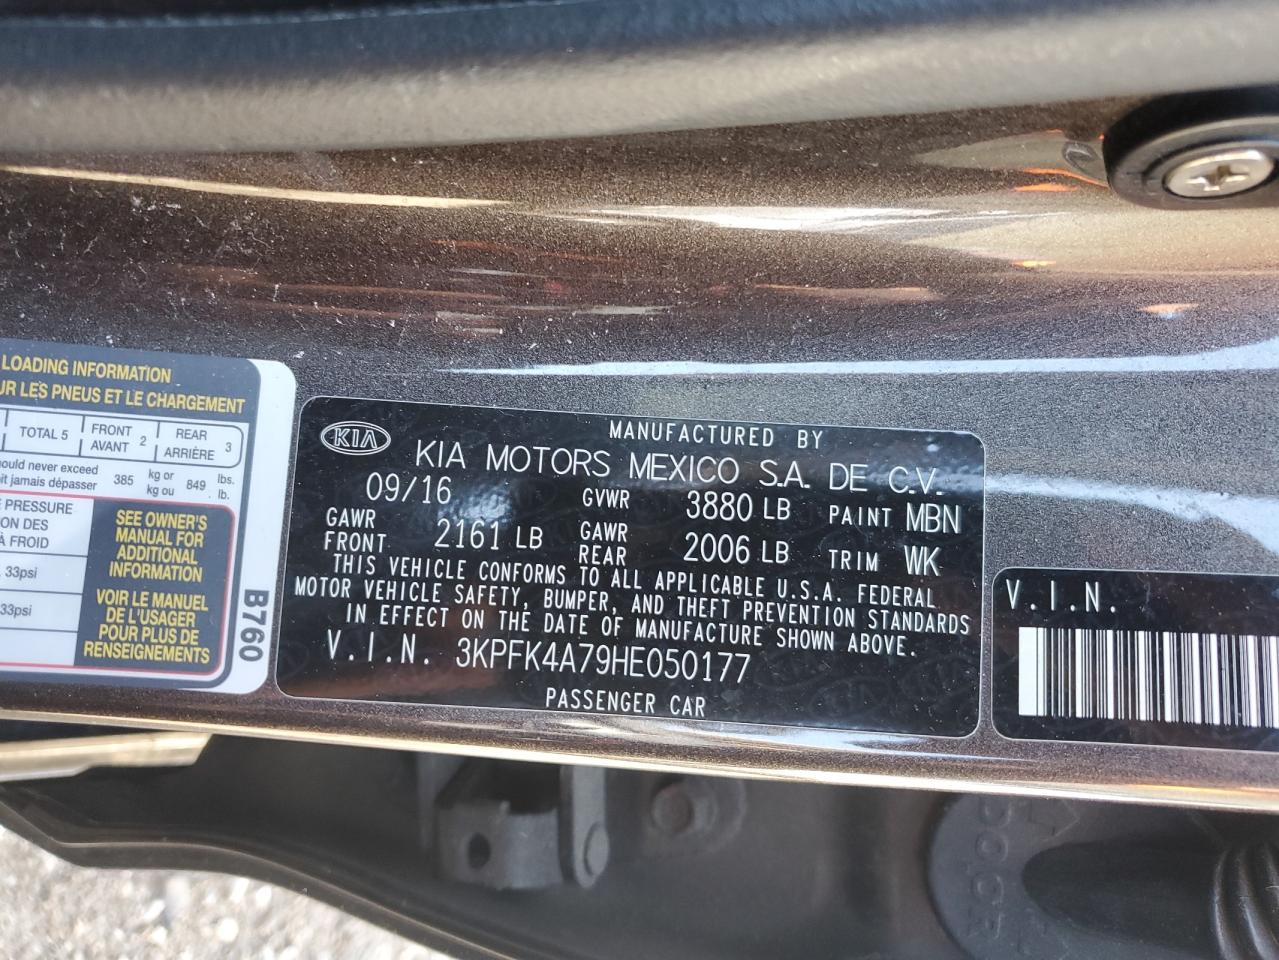 LOADING INFORMATION
UR LES PNEUS ET LE CHARGEMENT
TOTAL 5 FRONT AVANT 2 REAR ARRIÈRE 3
ould never exceed
it jamais dépasser 385 kg or kg ou 849 lbs. lb.
E PRESSURE
ON DES
À FROID
33psi
33psi
SEE OWNER'S
MANUAL FOR
ADDITIONAL
INFORMATION
VOIR LE MANUEL
DE L'USAGER
POUR PLUS DE
RENSEIGNEMENTS
B760
KIA
MANUFACTURED BY
KIA MOTORS MEXICO S.A. DE C.V.
09/16 GVWR 3880 LB PAINT MBN
GAWR FRONT 2161 LB GAWR REAR 2006 LB TRIM WK
THIS VEHICLE CONFORMS TO ALL APPLICABLE U.S.A. FEDERAL
MOTOR VEHICLE SAFETY, BUMPER, AND THEFT PREVENTION STANDARDS
IN EFFECT ON THE DATE OF MANUFACTURE SHOWN ABOVE.
V.I.N. 3KPFK4A79HE050177
PASSENGER CAR
V.I.N.